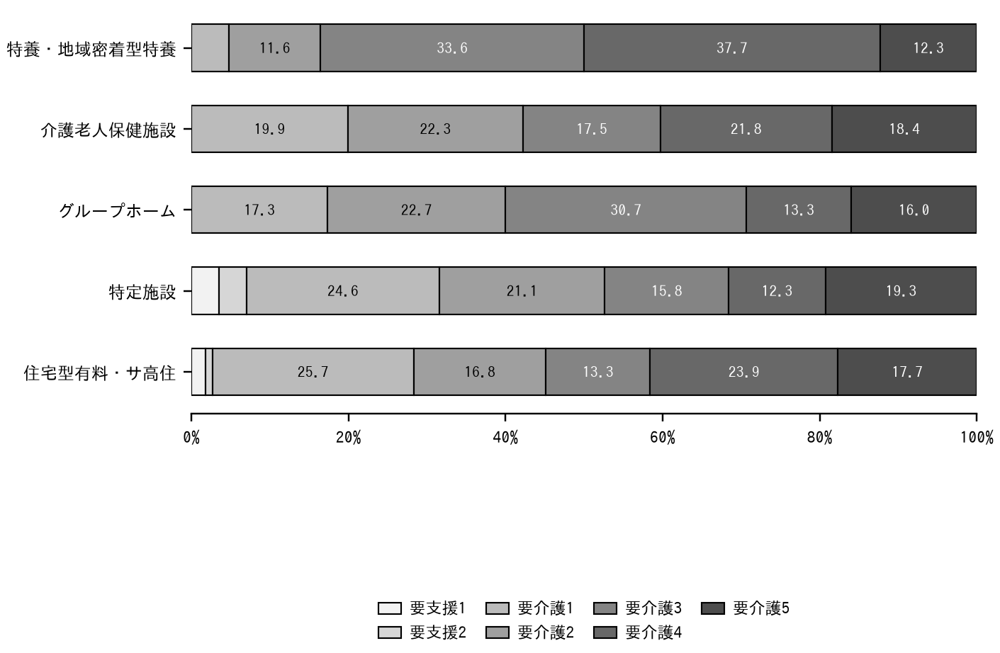 特養・地域密着型特養 11.6 33.6 37.7 12.3
介護老人保健施設 19.9 22.3 17.5 21.8 18.4
グループホーム 17.3 22.7 30.7 13.3 16.0
特定施設 24.6 21.1 15.8 12.3 19.3
住宅型有料・サ高住 25.7 16.8 13.3 23.9 17.7
0% 20% 40% 60% 80% 100%
要支援1 要介護1 要介護3 要介護5
要支援2 要介護2 要介護4